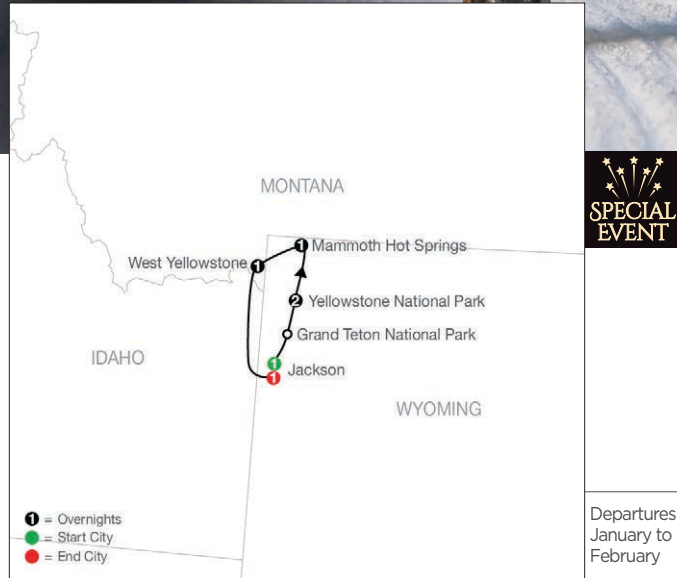 MONTANA
1 Mammoth Hot Springs
West Yellowstone 1
2 Yellowstone National Park
Grand Teton National Park
IDAHO
1
Jackson
1
WYOMING
1 = Overnights
= Start City
= End City
SPECIAL
EVENT
Departures
January to
February